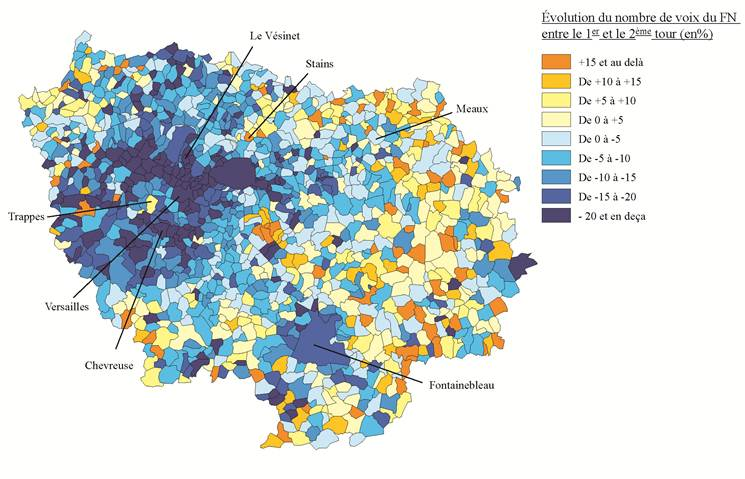 Évolution du nombre de voix du FN
entre le 1er et le 2ème tour (en%)
+15 et au delà
De +10 à +15
De +5 à +10
De 0 à +5
De 0 à -5
De -5 à -10
De -10 à -15
De -15 à -20
- 20 et en deça
Le Vésinet
Stains
Meaux
Trappes
Versailles
Chevreuse
Fontainebleau